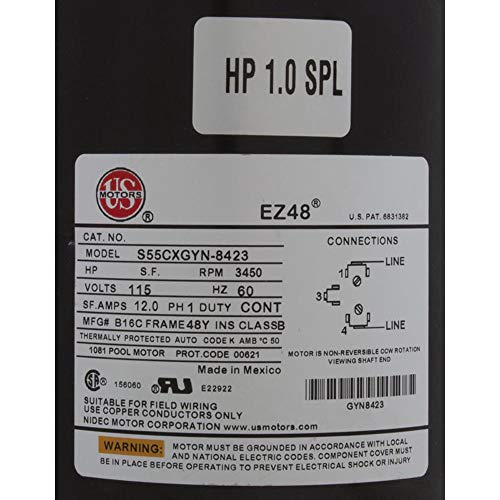 HP 1.0 SPL
US
MOTORS
®
EZ48®
U.S. PAT. 6831382
CAT. NO.
MODEL S55CXGYN-8423
HP S.F. RPM 3450
VOLTS 115 HZ 60
SF.AMPS 12.0 PH 1 DUTY CONT
MFG# B16C FRAME 48Y INS CLASS B
THERMALLY PROTECTED AUTO CODE K AMB °C 50
1081 POOL MOTOR PROT.CODE 00621
Made in Mexico
156060 E22922
SUITABLE FOR FIELD WIRING
USE COPPER CONDUCTORS ONLY
NIDEC MOTOR CORPORATION www.usmotors.com
CONNECTIONS
LINE
1
3
4
LINE
MOTOR IS NON-REVERSIBLE CCW ROTATION
VIEWING SHAFT END
GYN8423
WARNING: MOTOR MUST BE GROUNDED IN ACCORDANCE WITH LOCAL
AND NATIONAL ELECTRIC CODES. COMPONENT COVER MUST
BE IN PLACE BEFORE OPERATING TO PREVENT ELECTRICAL SHOCK OR INJURY